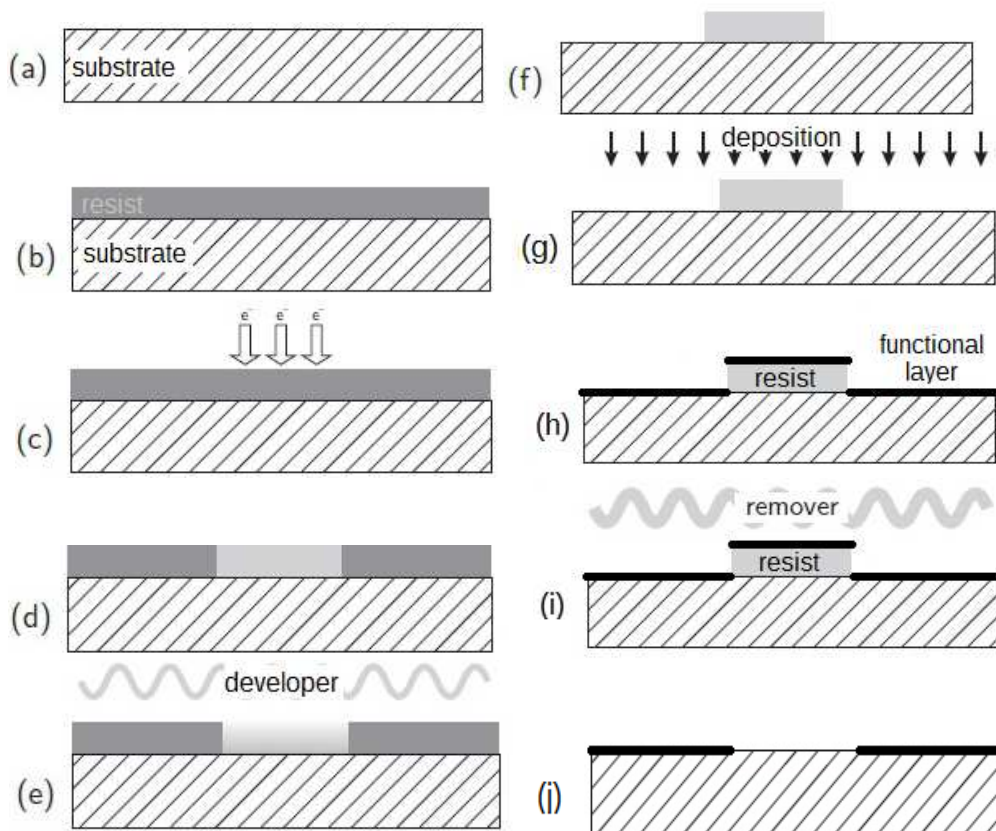 (a)
substrate
resist
(b)
substrate
e⁻ e⁻ e⁻
(c)
(d)
developer
(e)
(f)
deposition
(g)
functional
layer
resist
(h)
remover
resist
(i)
(j)